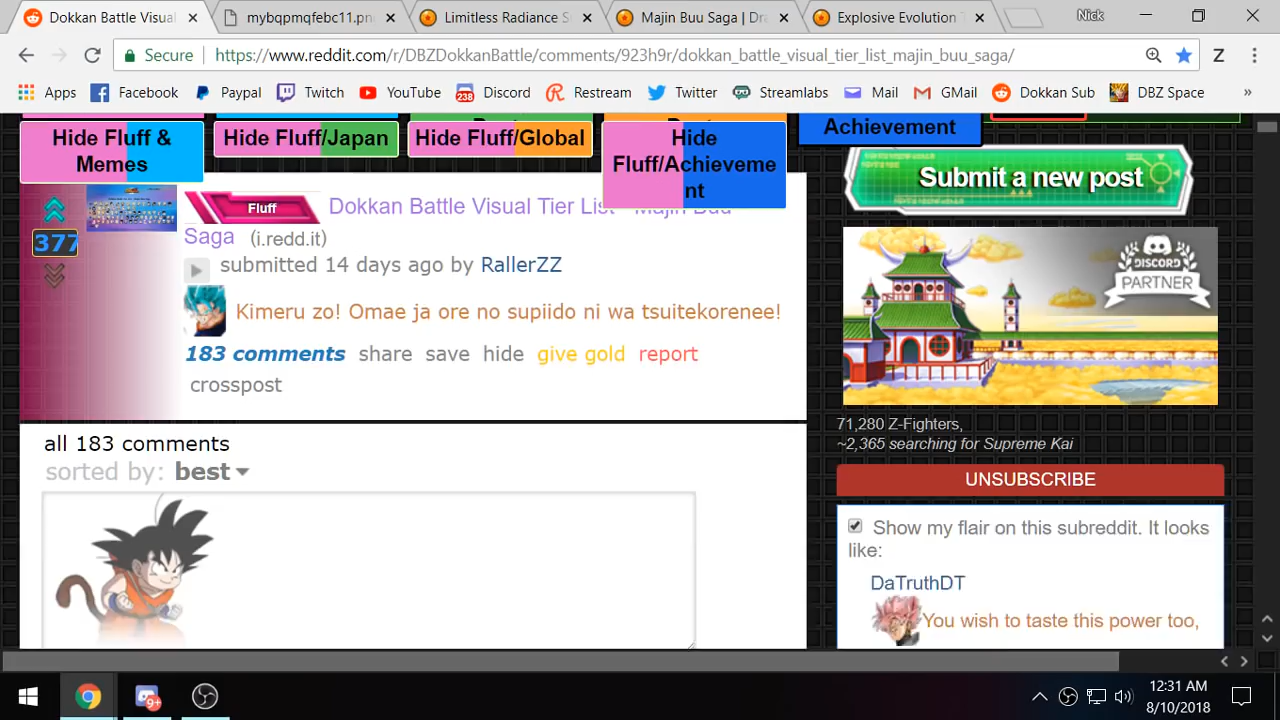 Dokkan Battle Visual
mybqpmqfebc11.pn
Limitless Radiance S
Majin Buu Saga | Dr
Explosive Evolution T
Nick
Secure
https://www.reddit.com/r/DBZDokkanBattle/comments/923h9r/dokkan_battle_visual_tier_list_majin_buu_saga/
Z
Apps
Facebook
Paypal
Twitch
YouTube
238
Discord
Restream
Twitter
Streamlabs
Mail
GMail
Dokkan Sub
DBZ Space
»
Hide Fluff &
Memes
Hide Fluff/Japan
Hide Fluff/Global
Hide
Fluff/Achieveme
nt
Achievement
Submit a new post
377
Fluff
Dokkan Battle Visual Tier List - Majin Buu
Saga (i.redd.it)
submitted 14 days ago by RallerZZ
Kimeru zo! Omae ja ore no supiido ni wa tsuitekorenee!
183 comments share save hide give gold report
crosspost
DISCORD
PARTNER
71,280 Z-Fighters,
~2,365 searching for Supreme Kai
UNSUBSCRIBE
all 183 comments
sorted by: best
Show my flair on this subreddit. It looks
like:
DaTruthDT
You wish to taste this power too,
9+
12:31 AM
8/10/2018